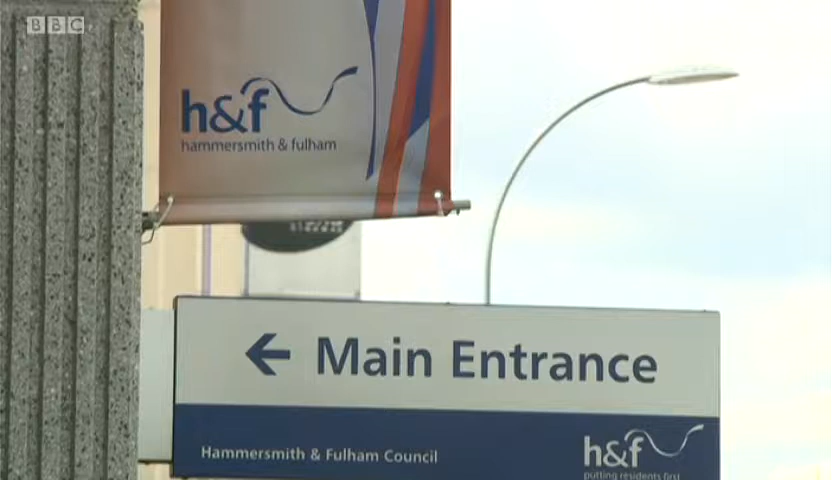 BBC
h&f
hammersmith & fulham
← Main Entrance
Hammersmith & Fulham Council
h&f
putting residents first